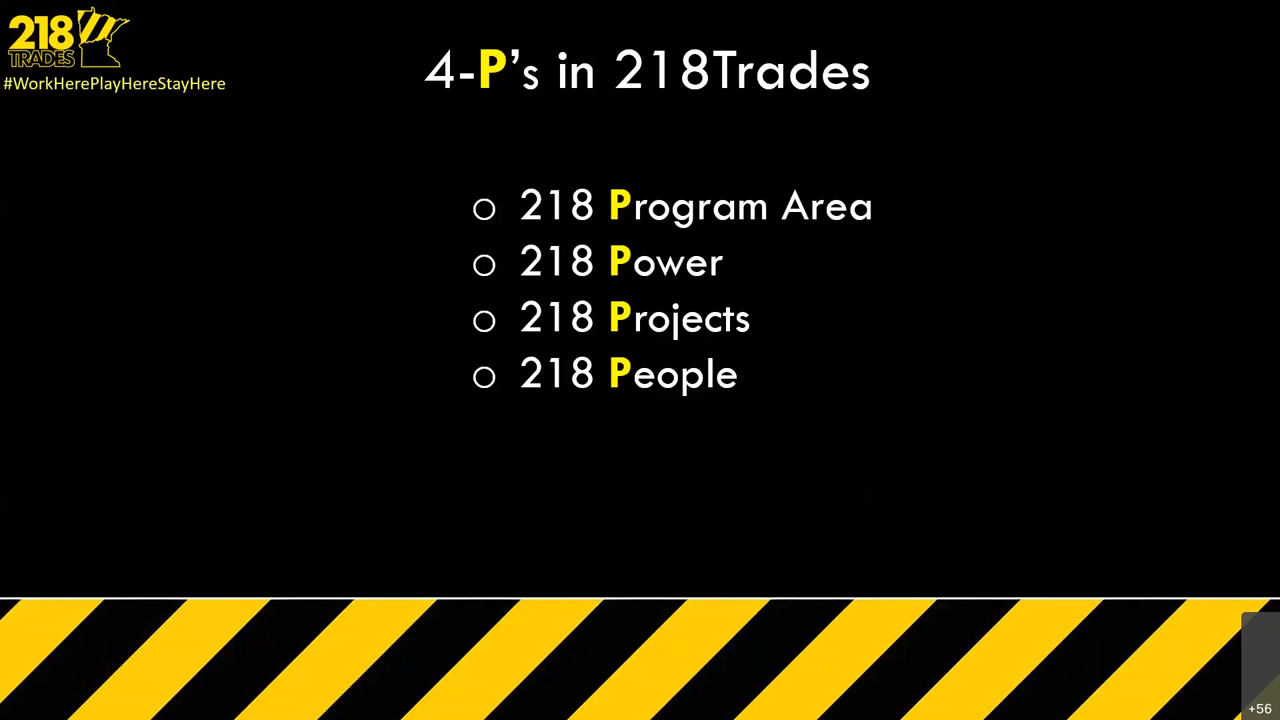 218
TRADES
#WorkHerePlayHereStayHere
4-P's in 218Trades
218 Program Area
218 Power
218 Projects
218 People
+56